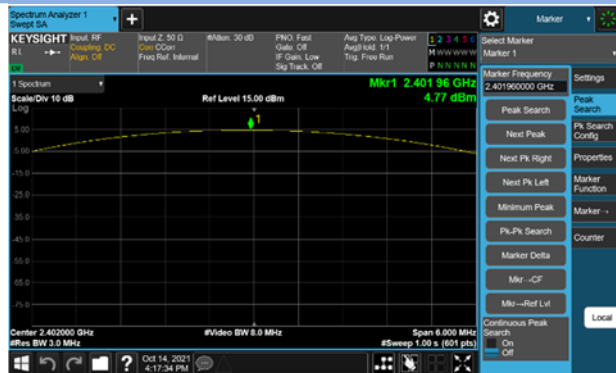 Spectrum Analyzer 1
Swept SA
Marker
KEYSIGHT
Input: RF
Coupling: DC
Align: Off
Input Z: 50 Ω
Corr CCorr
Freq Ref: Internal
#Atten: 30 dB
PNO: Fast
Gate: Off
IF Gain: Low
Sig Track: Off
Avg Type: Log-Power
Avg|Hold: 1/1
Trig: Free Run
1 2 3 4 5 6
M W W W W W
P N N N N N
RL
LV
Select Marker
Marker 1
1 Spectrum
Mkr1 2.401 96 GHz
Scale/Div 10 dB
Ref Level 15.00 dBm
4.77 dBm
Log
1
5.00
-5.00
-15.0
-25.0
-35.0
-45.0
-55.0
-65.0
-75.0
Center 2.402000 GHz
#Video BW 8.0 MHz
Span 6.000 MHz
#Res BW 3.0 MHz
#Sweep 1.00 s (601 pts)
Marker Frequency
2.401960000 GHz
Peak Search
Next Peak
Next Pk Right
Next Pk Left
Minimum Peak
Pk-Pk Search
Marker Delta
Mkr→CF
Mkr→Ref Lvl
Continuous Peak
Search
On
Off
Settings
Peak
Search
Pk Search
Config
Properties
Marker
Function
Marker→
Counter
Local
Oct 14, 2021
4:17:34 PM